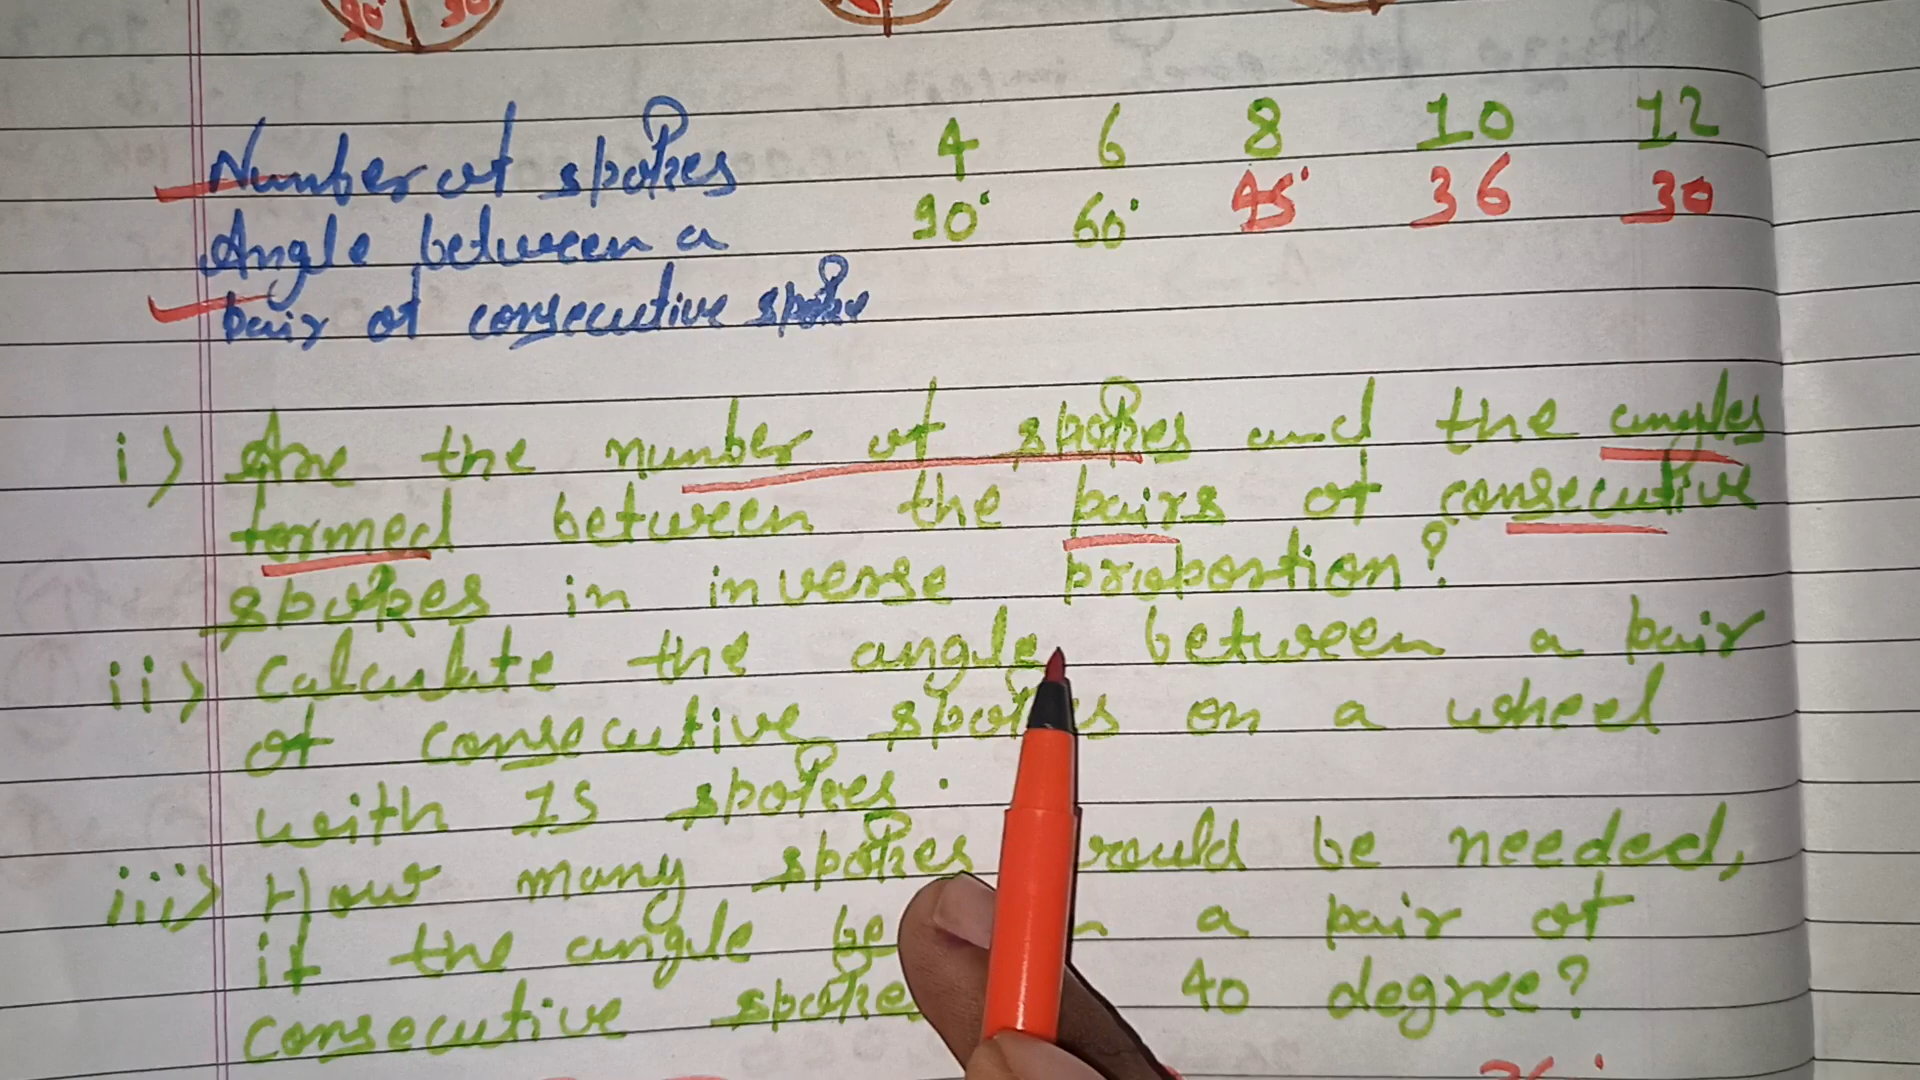 90° 90°
Number of spokes 4 6 8 10 12
Angle between a 90° 60° 45° 36 30
pair of consecutive spoke
i) Are the number of spokes and the angles
formed between the pairs of consecutive
spokes in inverse proportion?
ii) Calculate the angle between a pair
of consecutive spokes on a wheel
with 15 spokes.
iii) How many spokes would be needed,
if the angle a pair of
consecutive 40 degree?